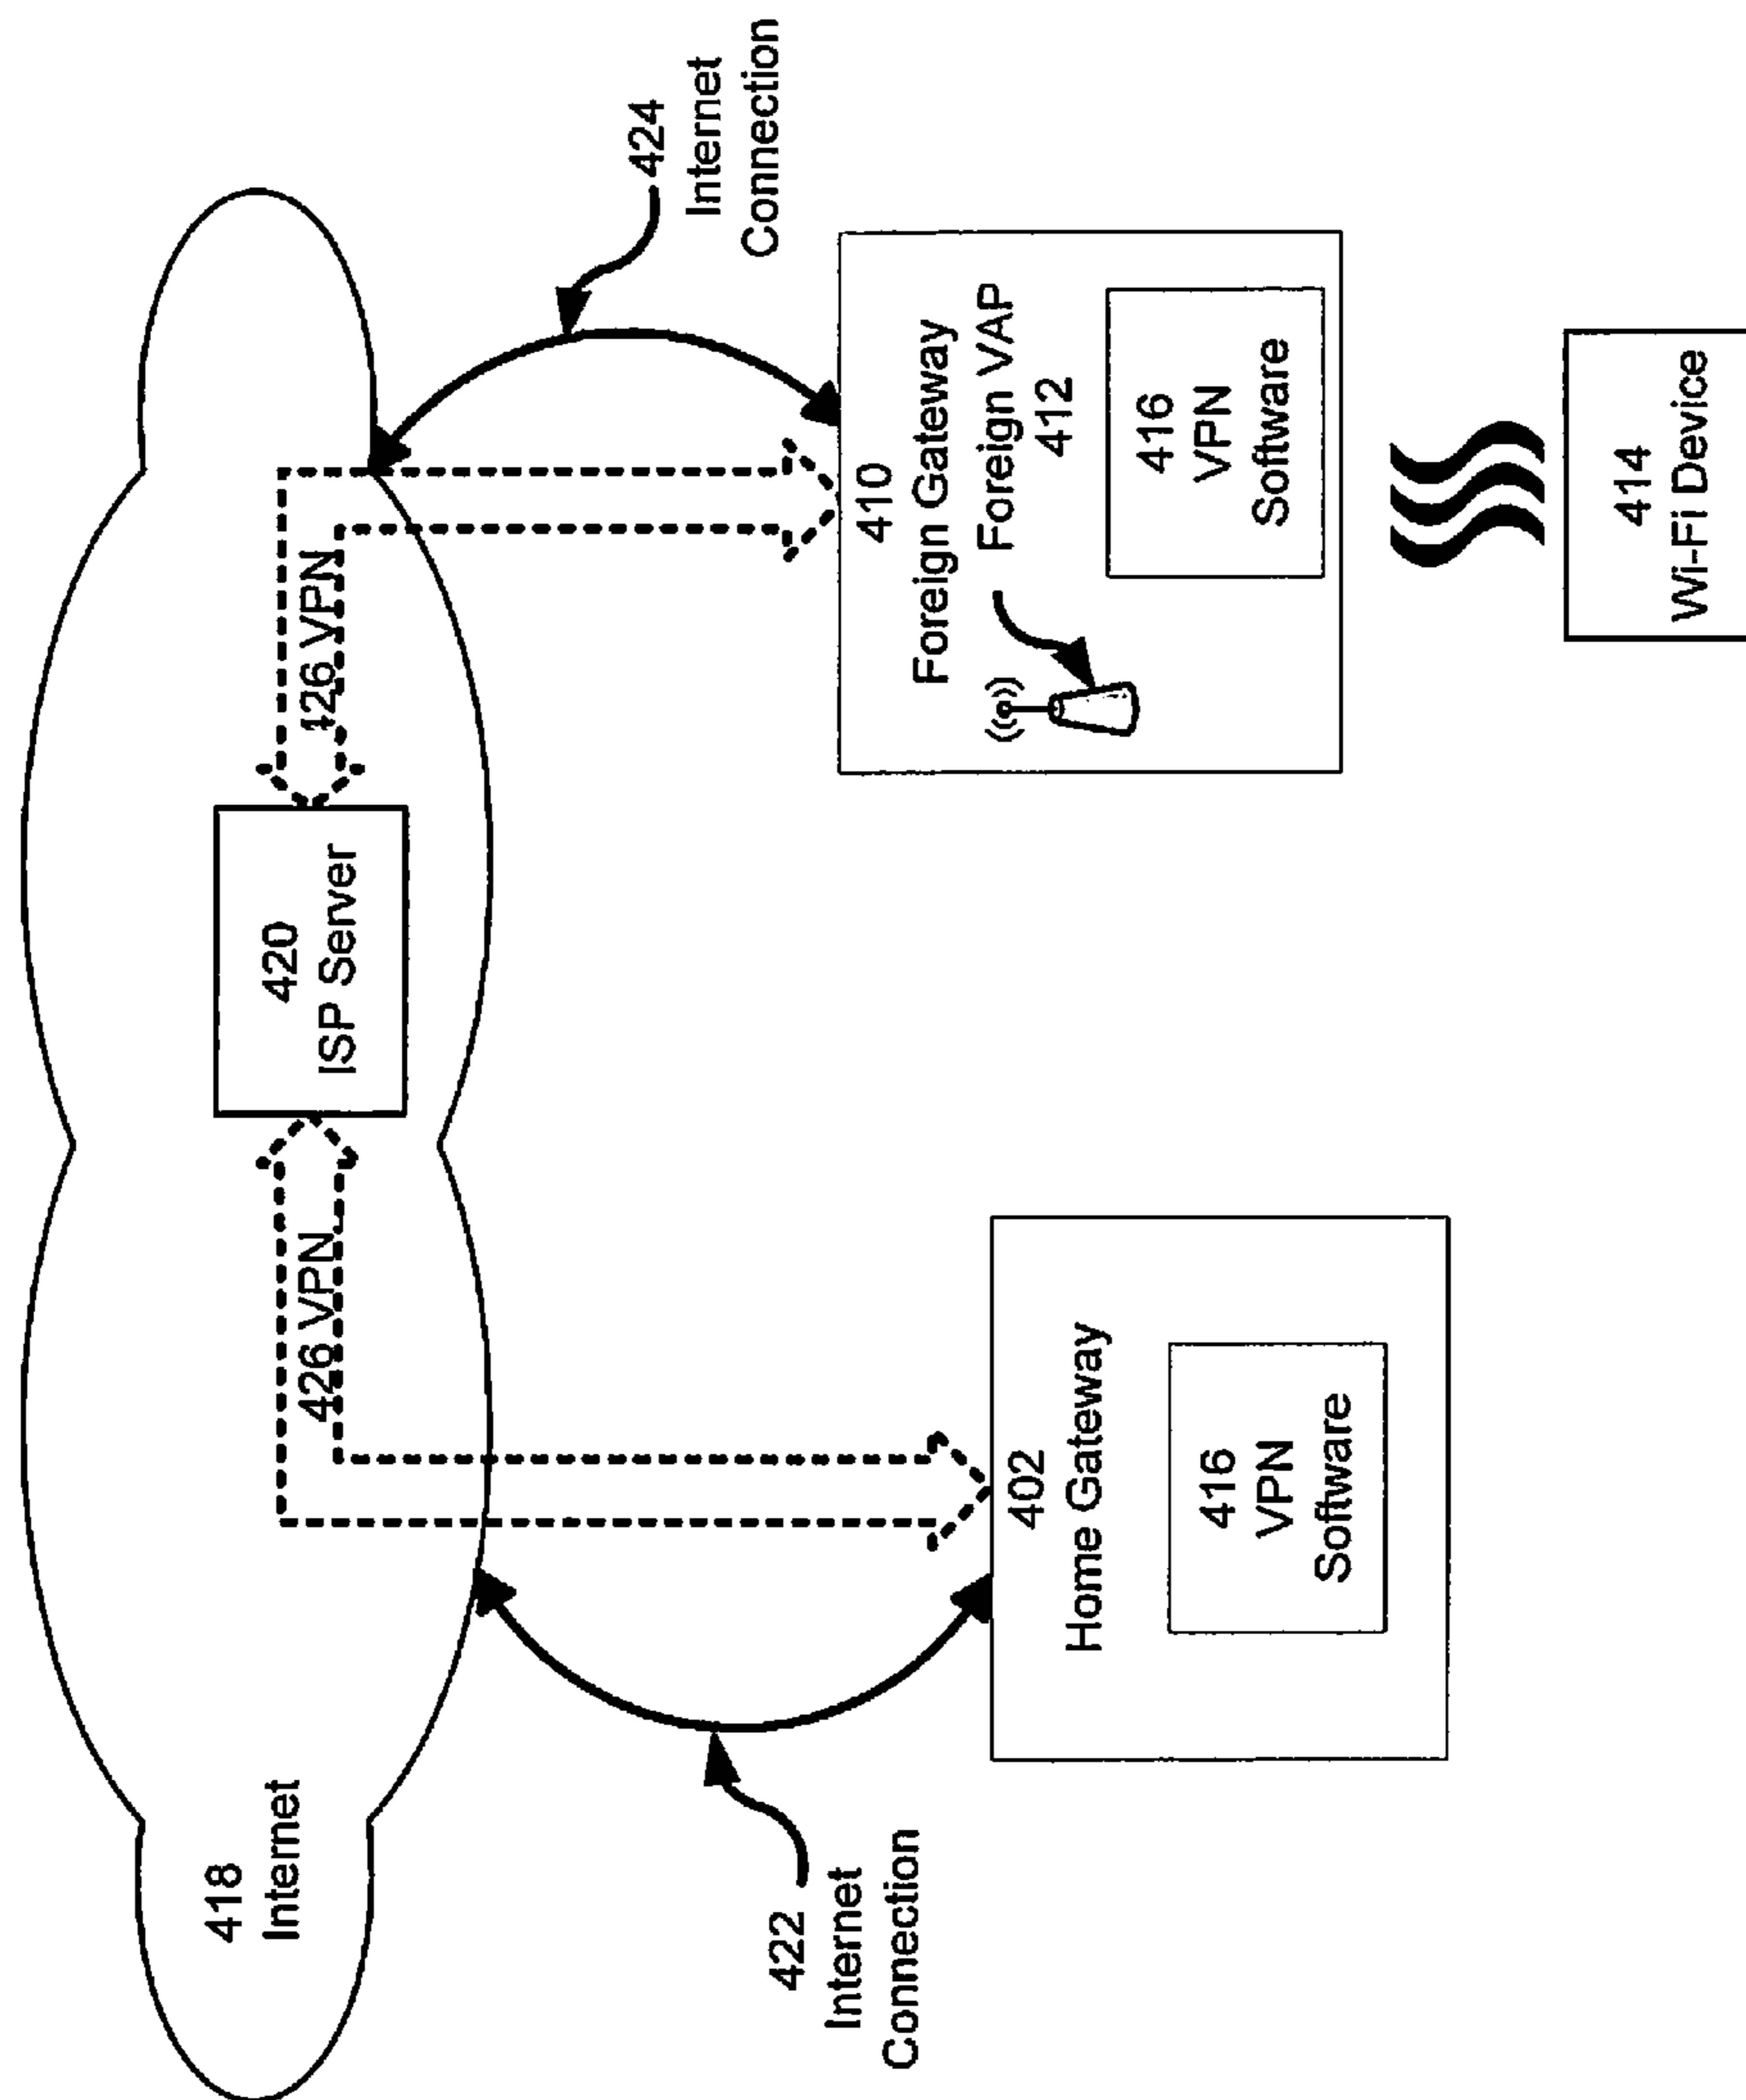 418
Internet
426 VPN
420
ISP Server
426 VPN
422
Internet
Connection
424
Internet
Connection
402
Home Gateway
416
VPN
Software
410
Foreign Gateway
Foreign VAP
412
416
VPN
Software
414
Wi-Fi Device